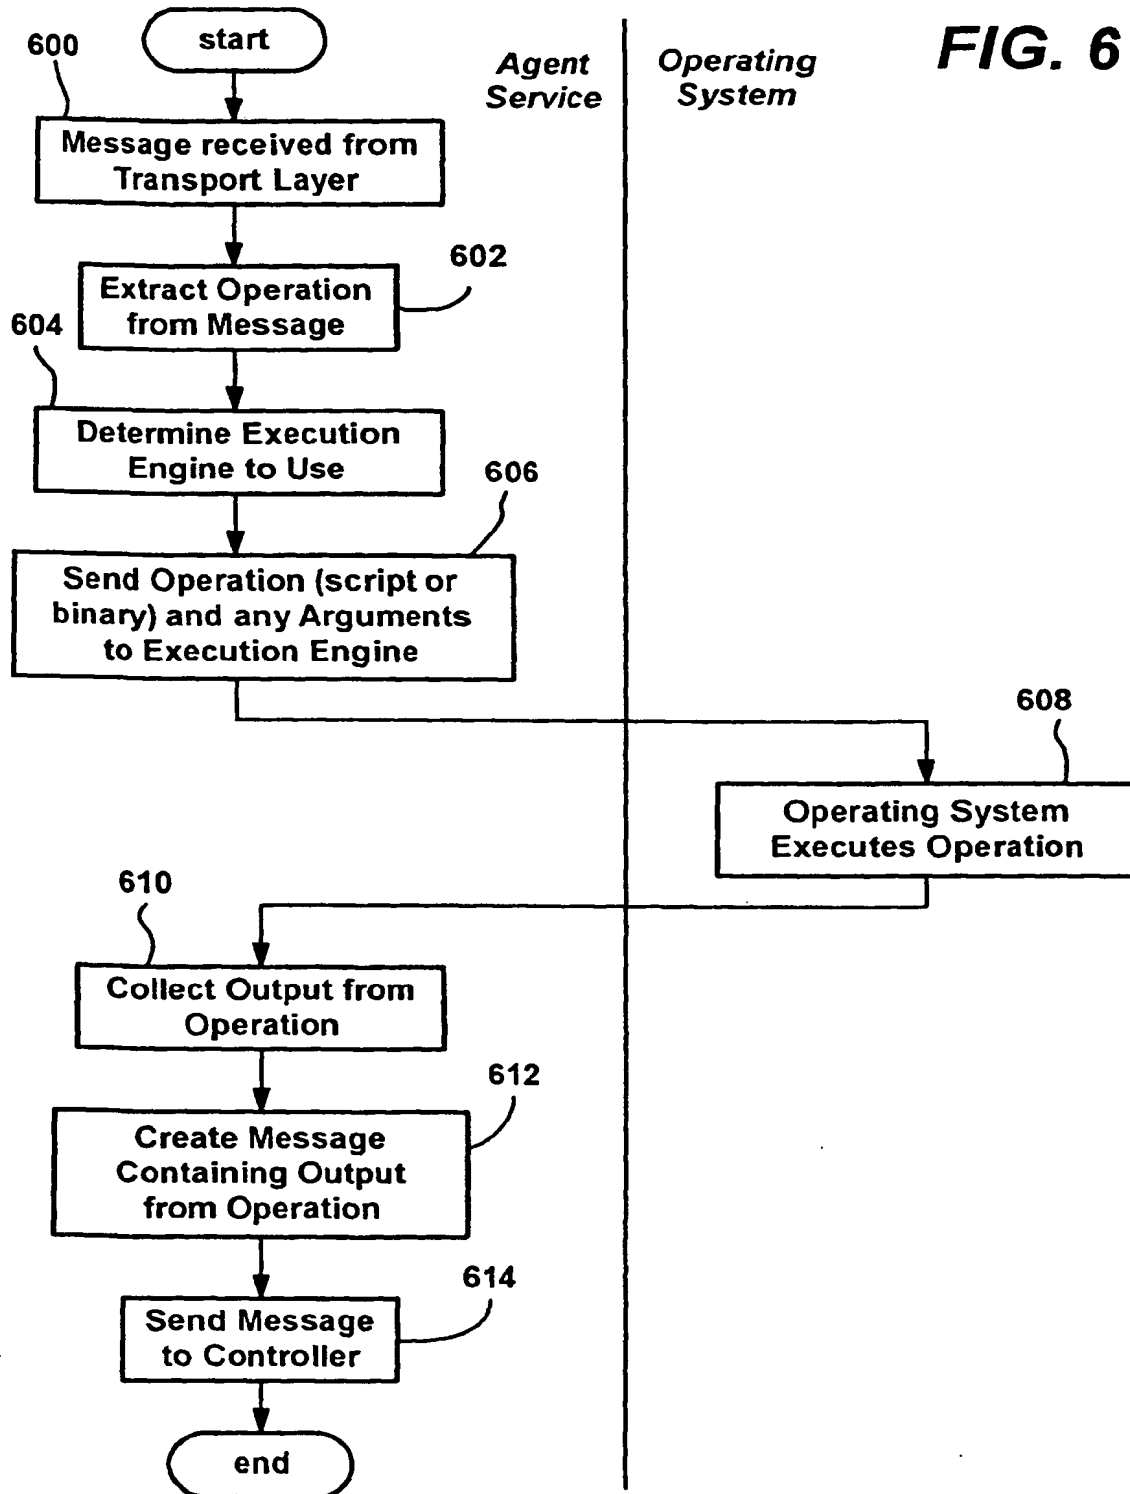 FIG. 6
start
600
Agent
Service
Operating
System
Message received from
Transport Layer
602
Extract Operation
from Message
604
Determine Execution
Engine to Use
606
Send Operation (script or
binary) and any Arguments
to Execution Engine
608
Operating System
Executes Operation
610
Collect Output from
Operation
612
Create Message
Containing Output
from Operation
614
Send Message
to Controller
end